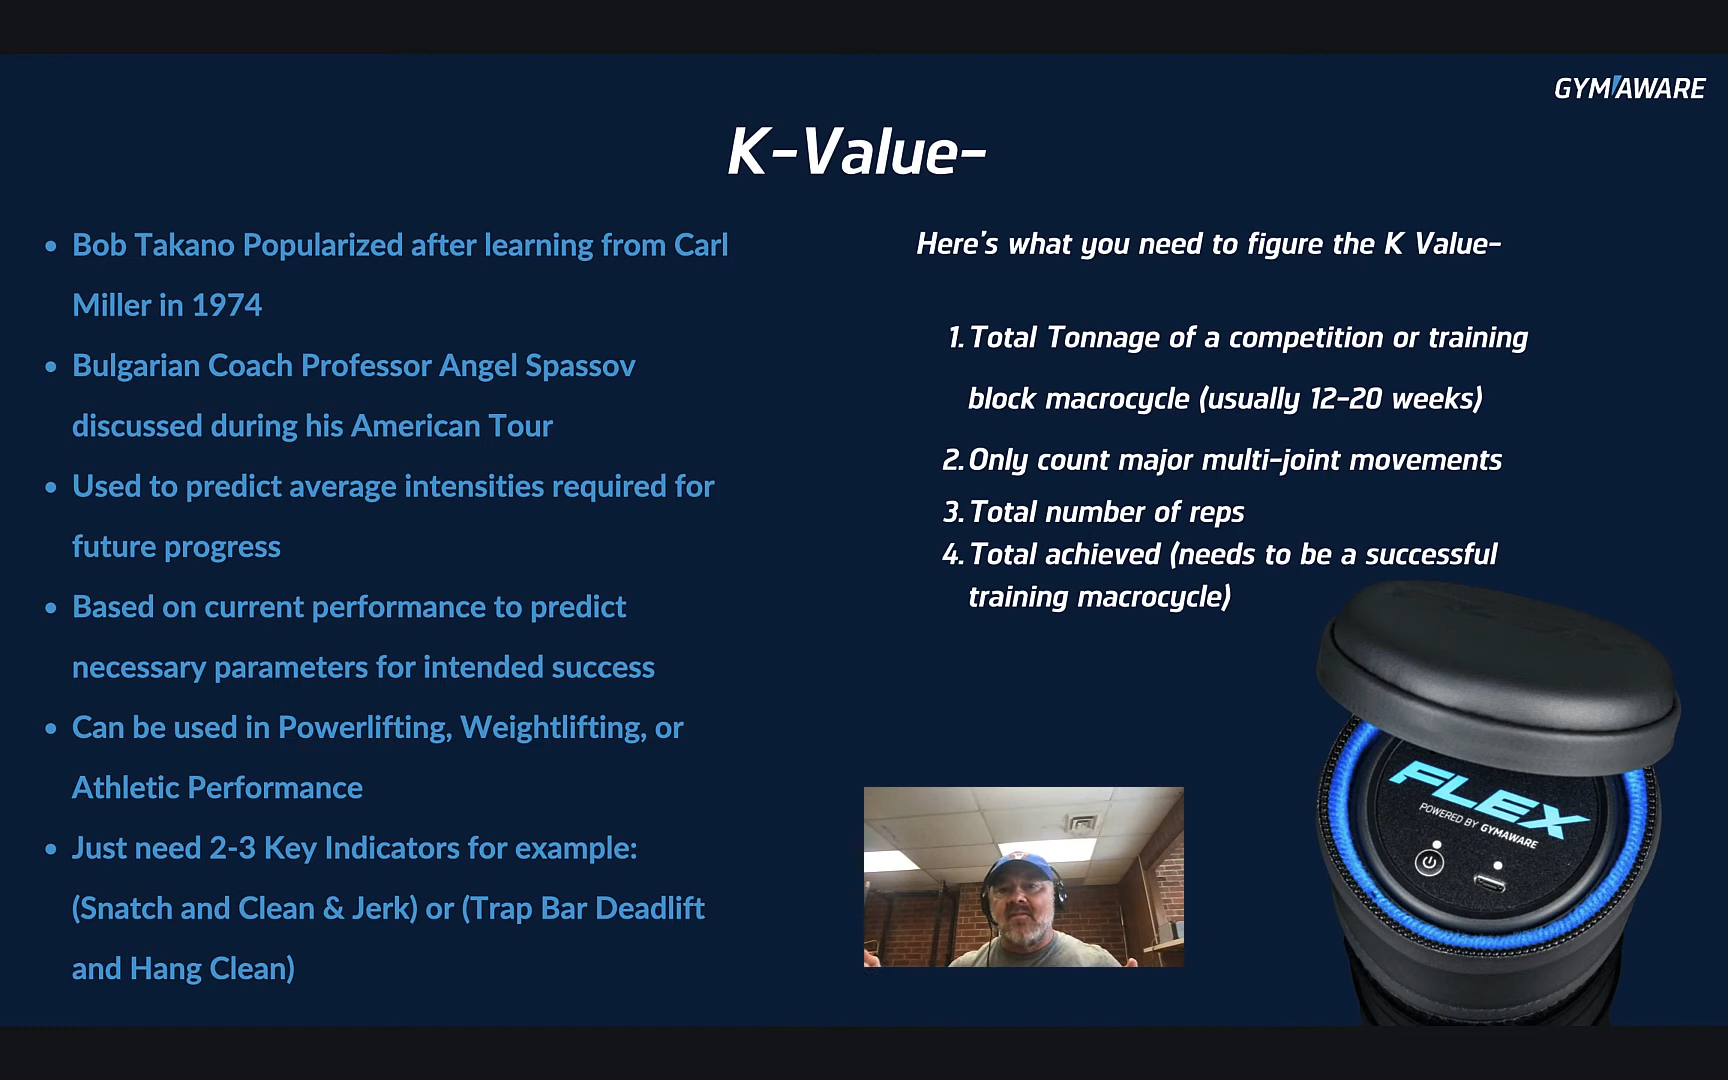 GYMAWARE
K-Value-
• Bob Takano Popularized after learning from Carl
Miller in 1974
• Bulgarian Coach Professor Angel Spassov
discussed during his American Tour
• Used to predict average intensities required for
future progress
• Based on current performance to predict
necessary parameters for intended success
• Can be used in Powerlifting, Weightlifting, or
Athletic Performance
• Just need 2-3 Key Indicators for example:
(Snatch and Clean & Jerk) or (Trap Bar Deadlift
and Hang Clean)
Here's what you need to figure the K Value-
1. Total Tonnage of a competition or training
block macrocycle (usually 12-20 weeks)
2. Only count major multi-joint movements
3. Total number of reps
4. Total achieved (needs to be a successful
training macrocycle)
FLEX
POWERED BY GYMAWARE